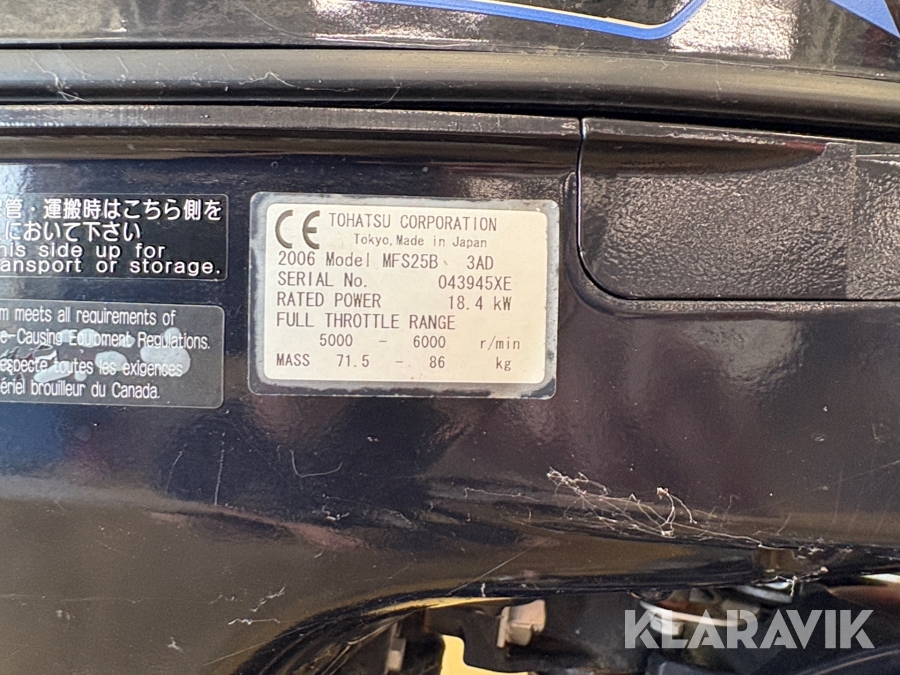 管・運搬時はこちら側を
において下さい
his side up for
ransport or storage.
m meets all requirements of
e-Causing Equipment Regulations.
especte toutes les exigences
ériel brouilleur du Canada.
CE TOHATSU CORPORATION
Tokyo, Made in Japan
2006 Model MFS25B 3AD
SERIAL No. 043945XE
RATED POWER 18.4 kW
FULL THROTTLE RANGE
5000 - 6000 r/min
MASS 71.5 - 86 kg
KLARAVIK